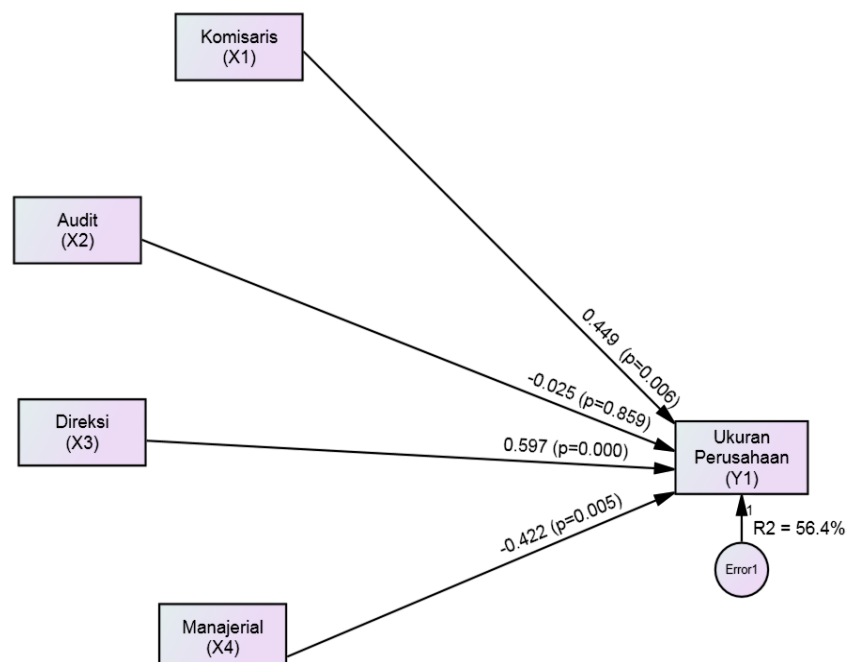 Komisaris
(X1)
Audit
(X2)
0.449 (p=0.006)
-0.025 (p=0.859)
Direksi
(X3)
0.597 (p=0.000)
Ukuran
Perusahaan
(Y1)
-0.422 (p=0.005)
1
R2 = 56.4%
Error1
Manajerial
(X4)